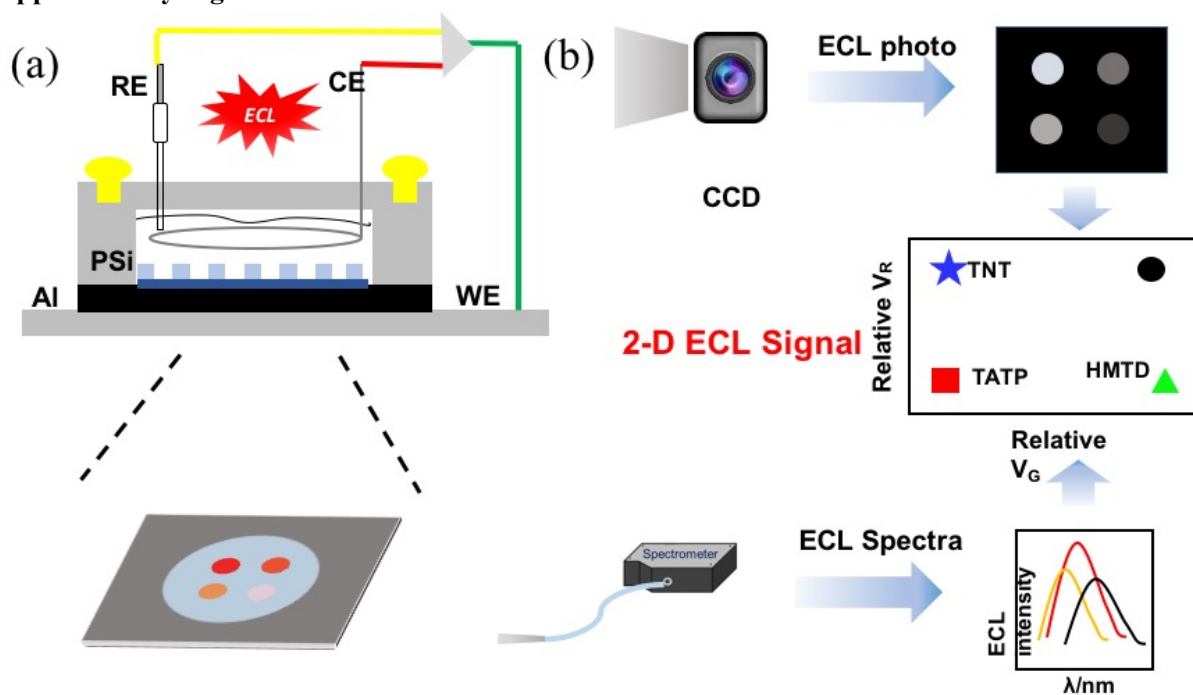 (a)
RE
CE
ECL
PSi
Al
WE
(b)
ECL photo
CCD
2-D ECL Signal
Relative VR
TNT
TATP
HMTD
Relative
VG
Spectrometer
ECL Spectra
ECL
intensity
λ/nm